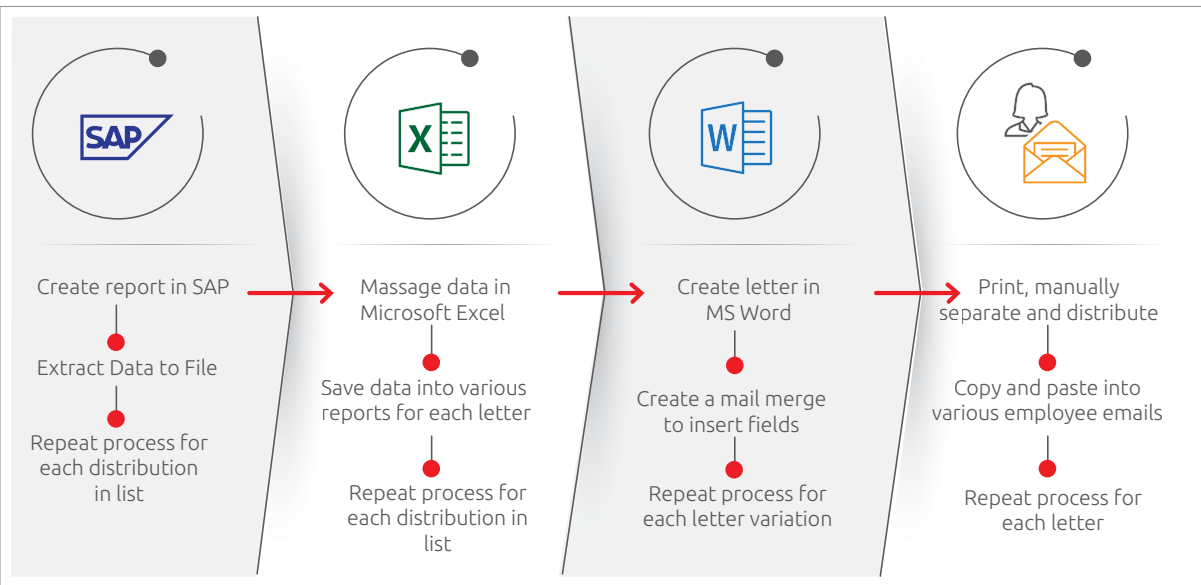 SAP
Create report in SAP
Extract Data to File
Repeat process for
each distribution
in list
X
Massage data in
Microsoft Excel
Save data into various
reports for each letter
Repeat process for
each distribution in
list
W
Create letter in
MS Word
Create a mail merge
to insert fields
Repeat process for
each letter variation
Print, manually
separate and distribute
Copy and paste into
various employee emails
Repeat process for
each letter